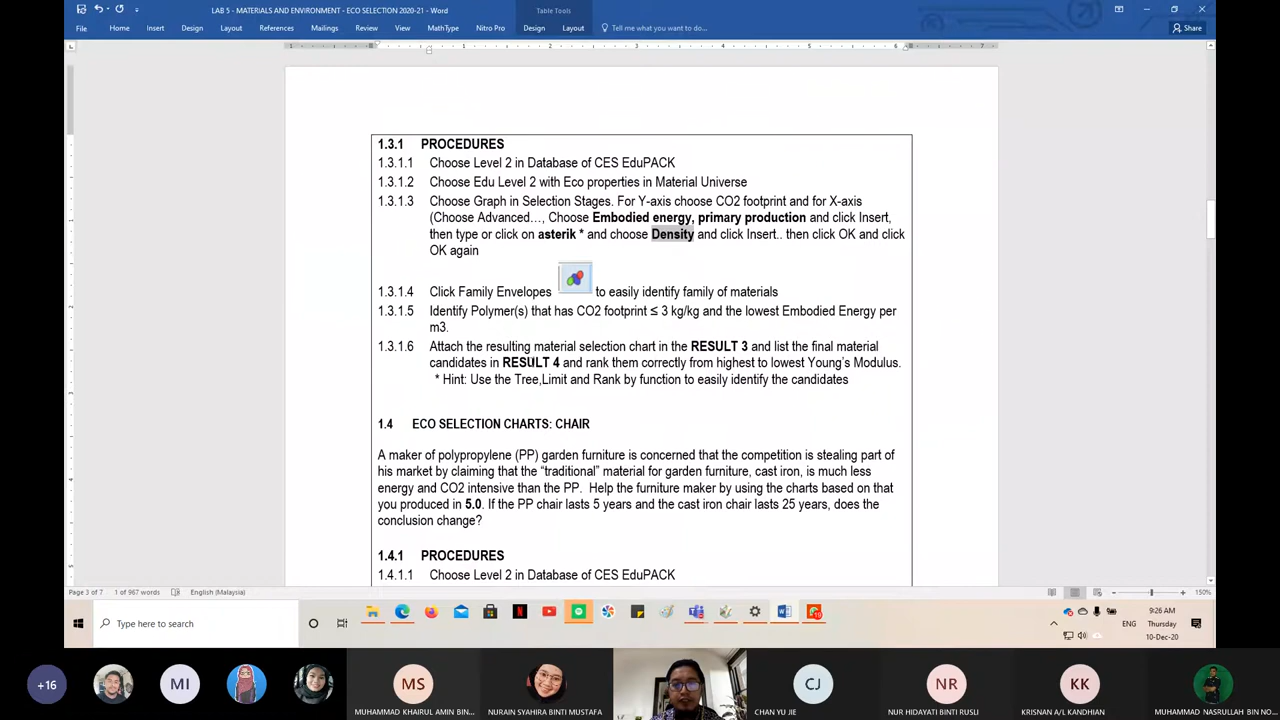 LAB 5 - MATERIALS AND ENVIRONMENT - ECO SELECTION 2020-21 - Word
Table Tools
File Home Insert Design Layout References Mailings Review View MathType Nitro Pro Design Layout Tell me what you want to do... Share
1.3.1 PROCEDURES
1.3.1.1 Choose Level 2 in Database of CES EduPACK
1.3.1.2 Choose Edu Level 2 with Eco properties in Material Universe
1.3.1.3 Choose Graph in Selection Stages. For Y-axis choose CO2 footprint and for X-axis
(Choose Advanced…, Choose Embodied energy, primary production and click Insert,
then type or click on asterik * and choose Density and click Insert.. then click OK and click
OK again
1.3.1.4 Click Family Envelopes to easily identify family of materials
1.3.1.5 Identify Polymer(s) that has CO2 footprint ≤ 3 kg/kg and the lowest Embodied Energy per
m3.
1.3.1.6 Attach the resulting material selection chart in the RESULT 3 and list the final material
candidates in RESULT 4 and rank them correctly from highest to lowest Young's Modulus.
* Hint: Use the Tree,Limit and Rank by function to easily identify the candidates
1.4 ECO SELECTION CHARTS: CHAIR
A maker of polypropylene (PP) garden furniture is concerned that the competition is stealing part of
his market by claiming that the “traditional” material for garden furniture, cast iron, is much less
energy and CO2 intensive than the PP. Help the furniture maker by using the charts based on that
you produced in 5.0. If the PP chair lasts 5 years and the cast iron chair lasts 25 years, does the
conclusion change?
1.4.1 PROCEDURES
1.4.1.1 Choose Level 2 in Database of CES EduPACK
Page 3 of 7 1 of 967 words English (Malaysia) 150%
Type here to search
ENG
9:26 AM
Thursday
10-Dec-20
+16 MI MS CJ NR KK
MUHAMMAD KHAIRUL AMIN BIN... NURAIN SYAHIRA BINTI MUSTAFA CHAN YU JIE NUR HIDAYATI BINTI RUSLI KRISNAN A/L KANDHIAN MUHAMMAD NASRULLAH BIN NO...